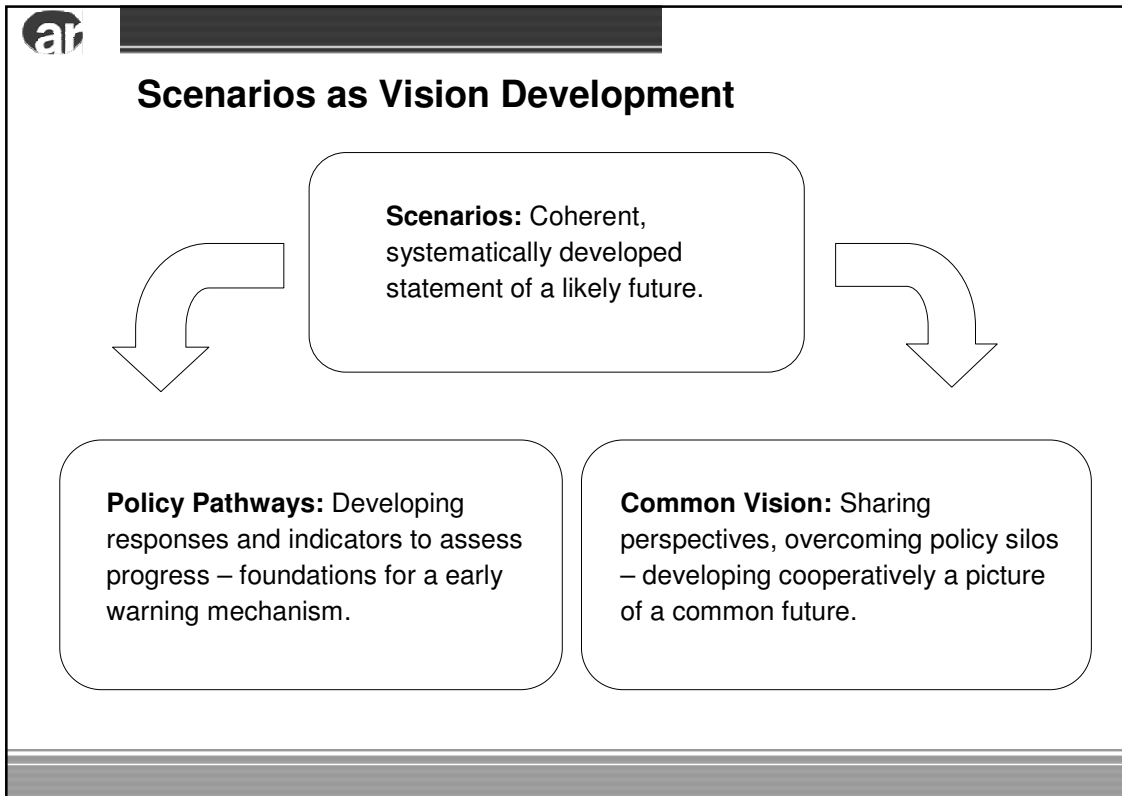 ar
Scenarios as Vision Development
Scenarios: Coherent,
systematically developed
statement of a likely future.
Policy Pathways: Developing
responses and indicators to assess
progress – foundations for a early
warning mechanism.
Common Vision: Sharing
perspectives, overcoming policy silos
– developing cooperatively a picture
of a common future.